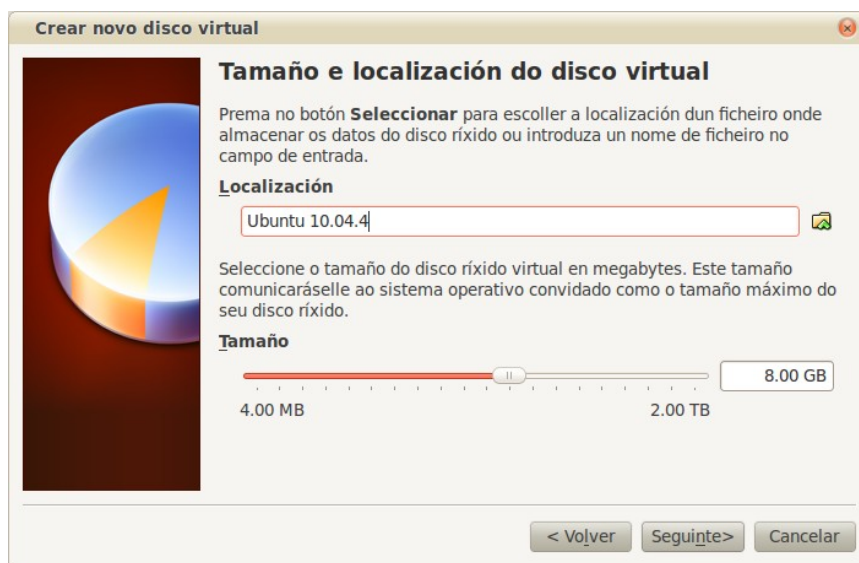 Crear novo disco virtual
Tamaño e localización do disco virtual
Prema no botón Seleccionar para escoller a localización dun ficheiro onde
almacenar os datos do disco ríxido ou introduza un nome de ficheiro no
campo de entrada.
Localización
Ubuntu 10.04.4
Seleccione o tamaño do disco ríxido virtual en megabytes. Este tamaño
comunicaráselle ao sistema operativo convidado como o tamaño máximo do
seu disco ríxido.
Tamaño
8.00 GB
4.00 MB 2.00 TB
< Volver Seguinte> Cancelar